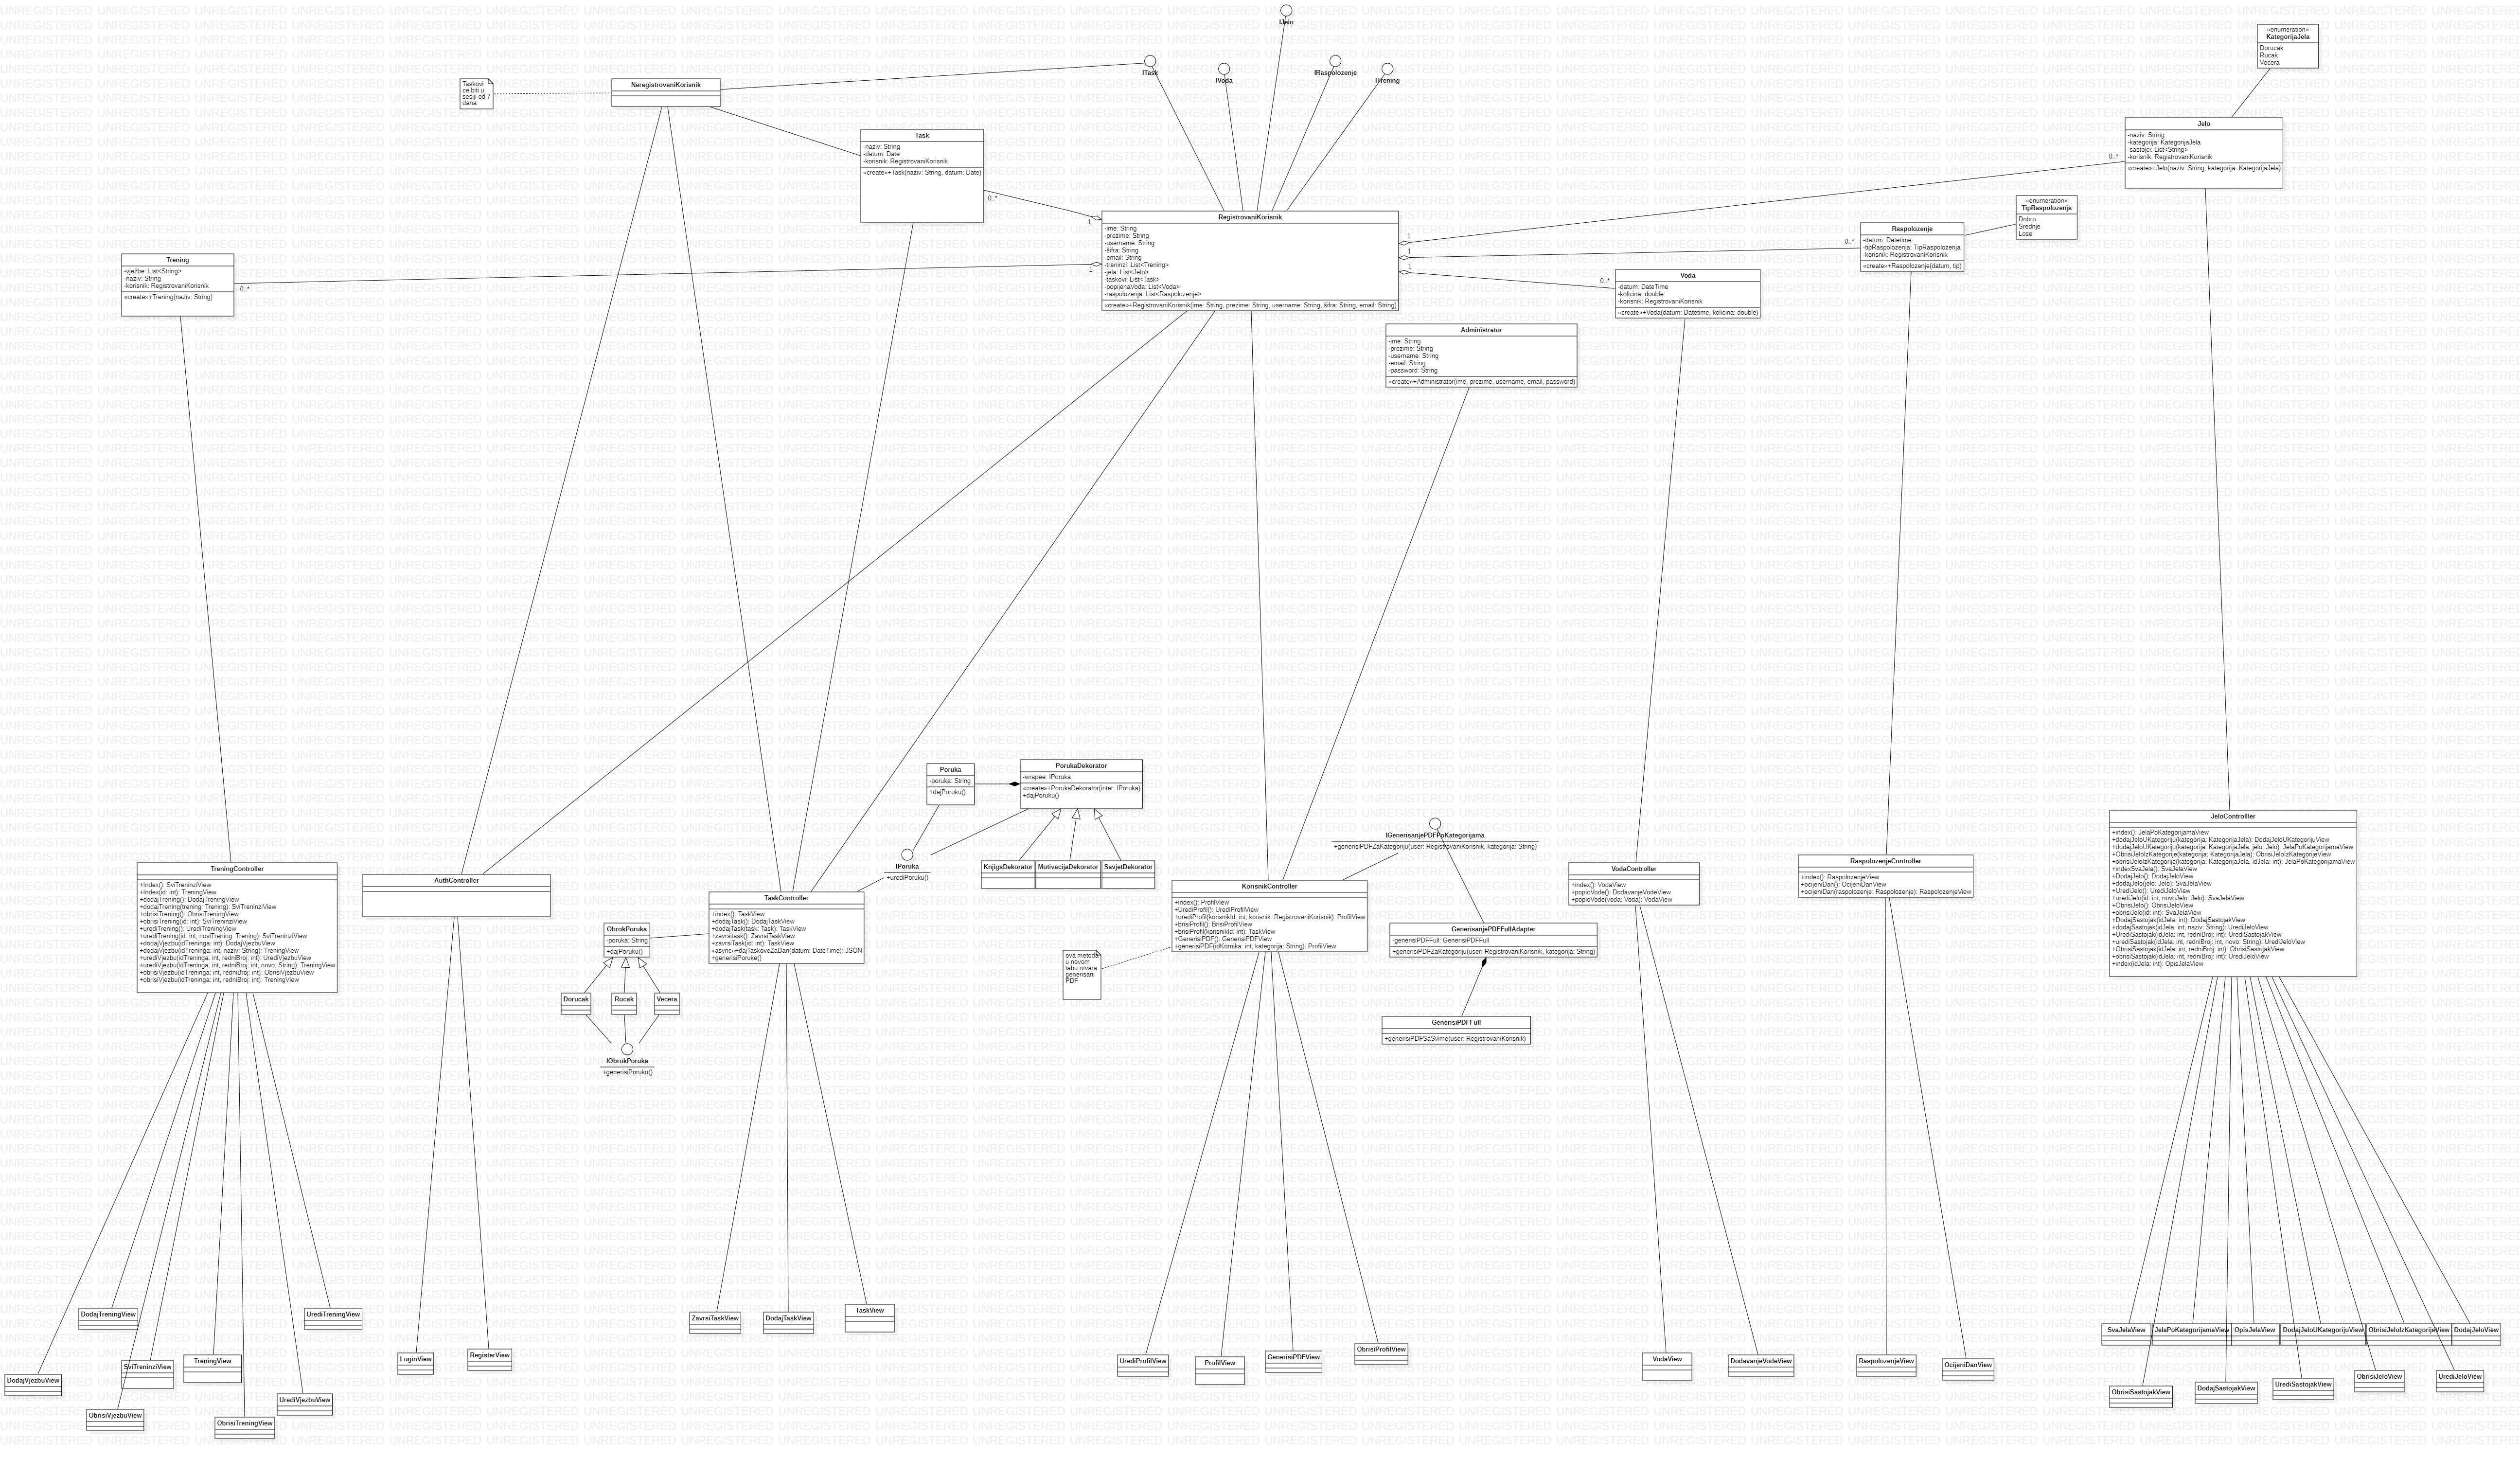 IJelo
ITask
IVoda
IRaspolozenje
ITrening
«enumeration»
KategorijaJela
Dorucak
Rucak
Vecera
Taskovi
ce biti u
sesiji od 7
dana
NeregistrovaniKorisnik
Task
-naziv: String
-datum: Date
-korisnik: RegistrovaniKorisnik
«create»+Task(naziv: String, datum: Date)
0..*
1
Jelo
-naziv: String
-kategorija: KategorijaJela
-sastojci: List<String>
-korisnik: RegistrovaniKorisnik
«create»+Jelo(naziv: String, kategorija: KategorijaJela)
0..*
1
«enumeration»
TipRaspolozenja
Dobro
Srednje
Lose
RegistrovaniKorisnik
-ime: String
-prezime: String
-username: String
-šifra: String
-email: String
-treninzi: List<Trening>
-jela: List<Jelo>
-taskovi: List<Task>
-popijenaVoda: List<Voda>
-raspolozenja: List<Raspolozenje>
«create»+RegistrovaniKorisnik(ime: String, prezime: String, username: String, šifra: String, email: String)
Raspolozenje
-datum: Datetime
-tipRaspolozenja: TipRaspolozenja
-korisnik: RegistrovaniKorisnik
«create»+Raspolozenje(datum, tip)
0..*
1
Trening
-vježbe: List<String>
-naziv: String
-korisnik: RegistrovaniKorisnik
«create»+Trening(naziv: String)
0..*
1
Voda
-datum: DateTime
-kolicina: double
-korisnik: RegistrovaniKorisnik
«create»+Voda(datum: Datetime, kolicina: double)
0..*
1
Administrator
-ime: String
-prezime: String
-username: String
-email: String
-password: String
«create»+Administrator(ime, prezime, username, email, password)
Poruka
-poruka: String
+dajPoruku()
PorukaDekorator
-wrapee: IPoruka
«create»+PorukaDekorator(inter: IPoruka)
+dajPoruku()
IPoruka
+urediPoruku()
KnjigaDekorator
MotivacijaDekorator
SavjetDekorator
IGenerisanjePDFPoKategorijama
+generisiPDFZaKategoriju(user: RegistrovaniKorisnik, kategorija: String)
TreningController
+Index(): SviTreninziView
+Index(id: int): TreningView
+dodajTrening(): DodajTreningView
+dodajTrening(trening: Trening): SviTreninziView
+obrisiTrening(): ObrisiTreningView
+obrisiTrening(id: int): SviTreninziView
+urediTrening(): UrediTreningView
+urediTrening(id: int, noviTrening: Trening): SviTreninziView
+dodajVjezbu(idTreninga: int): DodajVjezbuView
+dodajVjezbu(idTreninga: int, naziv: String): TreningView
+urediVjezbu(idTreninga: int, redniBroj: int): UrediVjezbuView
+urediVjezbu(idTreninga: int, redniBroj: int, novo: String): TreningView
+obrisiVjezbu(idTreninga: int, redniBroj: int): ObrisiVjezbuView
+obrisiVjezbu(idTreninga: int, redniBroj: int): TreningView
AuthController
ObrokPoruka
-poruka: String
+dajPoruku()
Dorucak
Rucak
Vecera
IObrokPoruka
+generisiPoruku()
TaskController
+index(): TaskView
+dodajTask(): DodajTaskView
+dodajTask(task: Task): TaskView
+zavrsitask(): ZavrsiTaskView
+zavrsiTask(id: int): TaskView
«async»+dajTaskoveZaDan(datum: DateTime): JSON
+generisiPoruke()
KorisnikController
+index(): ProfilView
+UrediProfil(): UrediProfilView
+urediProfil(korisnikId: int, korisnik: RegistrovaniKorisnik): ProfilView
+brisiProfil(): BrisiProfilView
+brisiProfil(korisnikId: int): TaskView
+GenerisiPDF(): GenerisiPDFView
+generisiPDF(idKornika: int, kategorija: String): ProfilView
ova metoda
u novom
tabu otvara
generisani
PDF
GenerisanjePDFFullAdapter
-generisiPDFFull: GenerisiPDFFull
+generisiPDFZaKategoriju(user: RegistrovaniKorisnik, kategorija: String)
GenerisiPDFFull
+generisiPDFSaSvime(user: RegistrovaniKorisnik)
VodaController
+index(): VodaView
+popioVode(): DodavanjeVodeView
+popioVode(voda: Voda): VodaView
RaspolozenjeController
+index(): RaspolozenjeView
+ocijeniDan(): OcijeniDanView
+ocijeniDan(raspolozenje: Raspolozenje): RaspolozenjeView
JeloControlller
+index(): JelaPoKategorijamaView
+dodajJeloUKategoriju(kategorija: KategorijaJela): DodajJeloUKategorijuView
+dodajJeloUKategoriju(kategorija: KategorijaJela, jelo: Jelo): JelaPoKategorijamaView
+ObrisiJeloIzKategorije(kategorija: KategorijaJela): ObrisiJeloIzKategorijeView
+obrisiJeloIzKategorije(kategorija: KategorijaJela, idJela: int): JelaPoKategorijamaView
+indexSvaJela(): SvaJelaView
+DodajJelo(): DodajJeloView
+dodajJelo(jelo: Jelo): SvaJelaView
+UrediJelo(): UrediJeloView
+urediJelo(id: int, novoJelo: Jelo): SvaJelaView
+ObrisiJelo(): ObrisiJeloView
+obrisiJelo(id: int): SvaJelaView
+DodajSastojak(idJela: int): DodajSastojakView
+dodajSastojak(idJela: int, naziv: String): UrediJeloView
+UrediSastojak(idJela: int, redniBroj: int): UrediSastojakView
+urediSastojak(idJela: int, redniBroj int, novo: String): UrediJeloView
+ObrisiSastojak(idJela: int, redniBroj: int): ObrisiSastojakView
+obrisiSastojak(idJela: int, redniBroj: int): UrediJeloView
+index(idJela: int): OpisJelaView
DodajTreningView
UrediTreningView
SviTreninziView
TreningView
DodajVjezbuView
UrediVjezbuView
ObrisiVjezbuView
ObrisiTreningView
LoginView
RegisterView
ZavrsiTaskView
DodajTaskView
TaskView
UrediProfilView
ProfilView
GenerisiPDFView
ObrisiProfilView
VodaView
DodavanjeVodeView
RaspolozenjeView
OcijeniDanView
SvaJelaView
JelaPoKategorijamaView
OpisJelaView
DodajJeloUKategorijuView
ObrisiJeloIzKategorijeView
DodajJeloView
ObrisiSastojakView
DodajSastojakView
UrediSastojakView
ObrisiJeloView
UrediJeloView